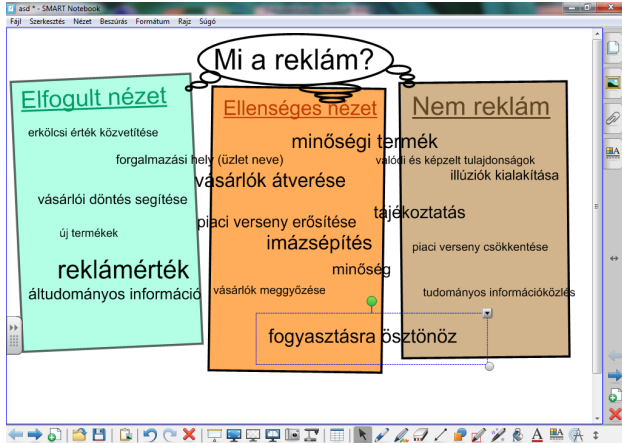 asd * - SMART Notebook
Fájl Szerkesztés Nézet Beszúrás Formátum Rajz Súgó
Mi a reklám?
Elfogult nézet
Ellenséges nézet
Nem reklám
erkölcsi érték közvetítése
minőségi termék
forgalmazási hely (üzlet neve)
valódi és képzelt tulajdonságok
vásárlók átverése
illúziók kialakítása
vásárlói döntés segítése
tajékoztatás
piaci verseny erősítése
új termékek
imázsépítés
piaci verseny csökkentése
reklámérték
minőség
áltudományos információ
vásárlók meggyőzése
tudományos információközlés
fogyasztásra ösztönöz